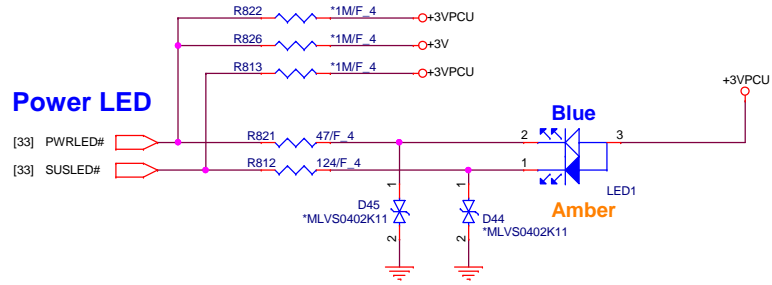 R822 *1M/F_4 +3VPCU
R826 *1M/F_4 +3V
R813 *1M/F_4 +3VPCU
+3VPCU
Power LED
Blue
[33] PWRLED# R821 47/F_4 2 3
[33] SUSLED# R812 124/F_4 1
LED1
1 1
D45 Amber
*MLVS0402K11 D44
*MLVS0402K11
2 2